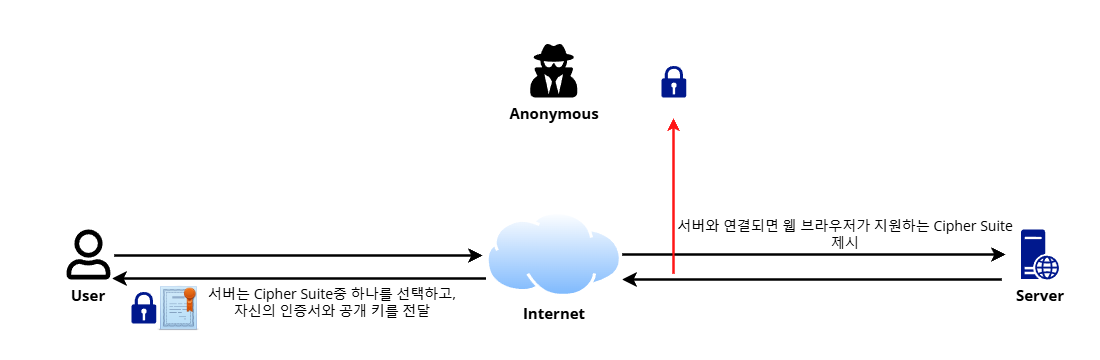 Anonymous
서버와 연결되면 웹 브라우저가 지원하는 Cipher Suite
제시
User
서버는 Cipher Suite중 하나를 선택하고,
자신의 인증서와 공개 키를 전달
Internet
Server